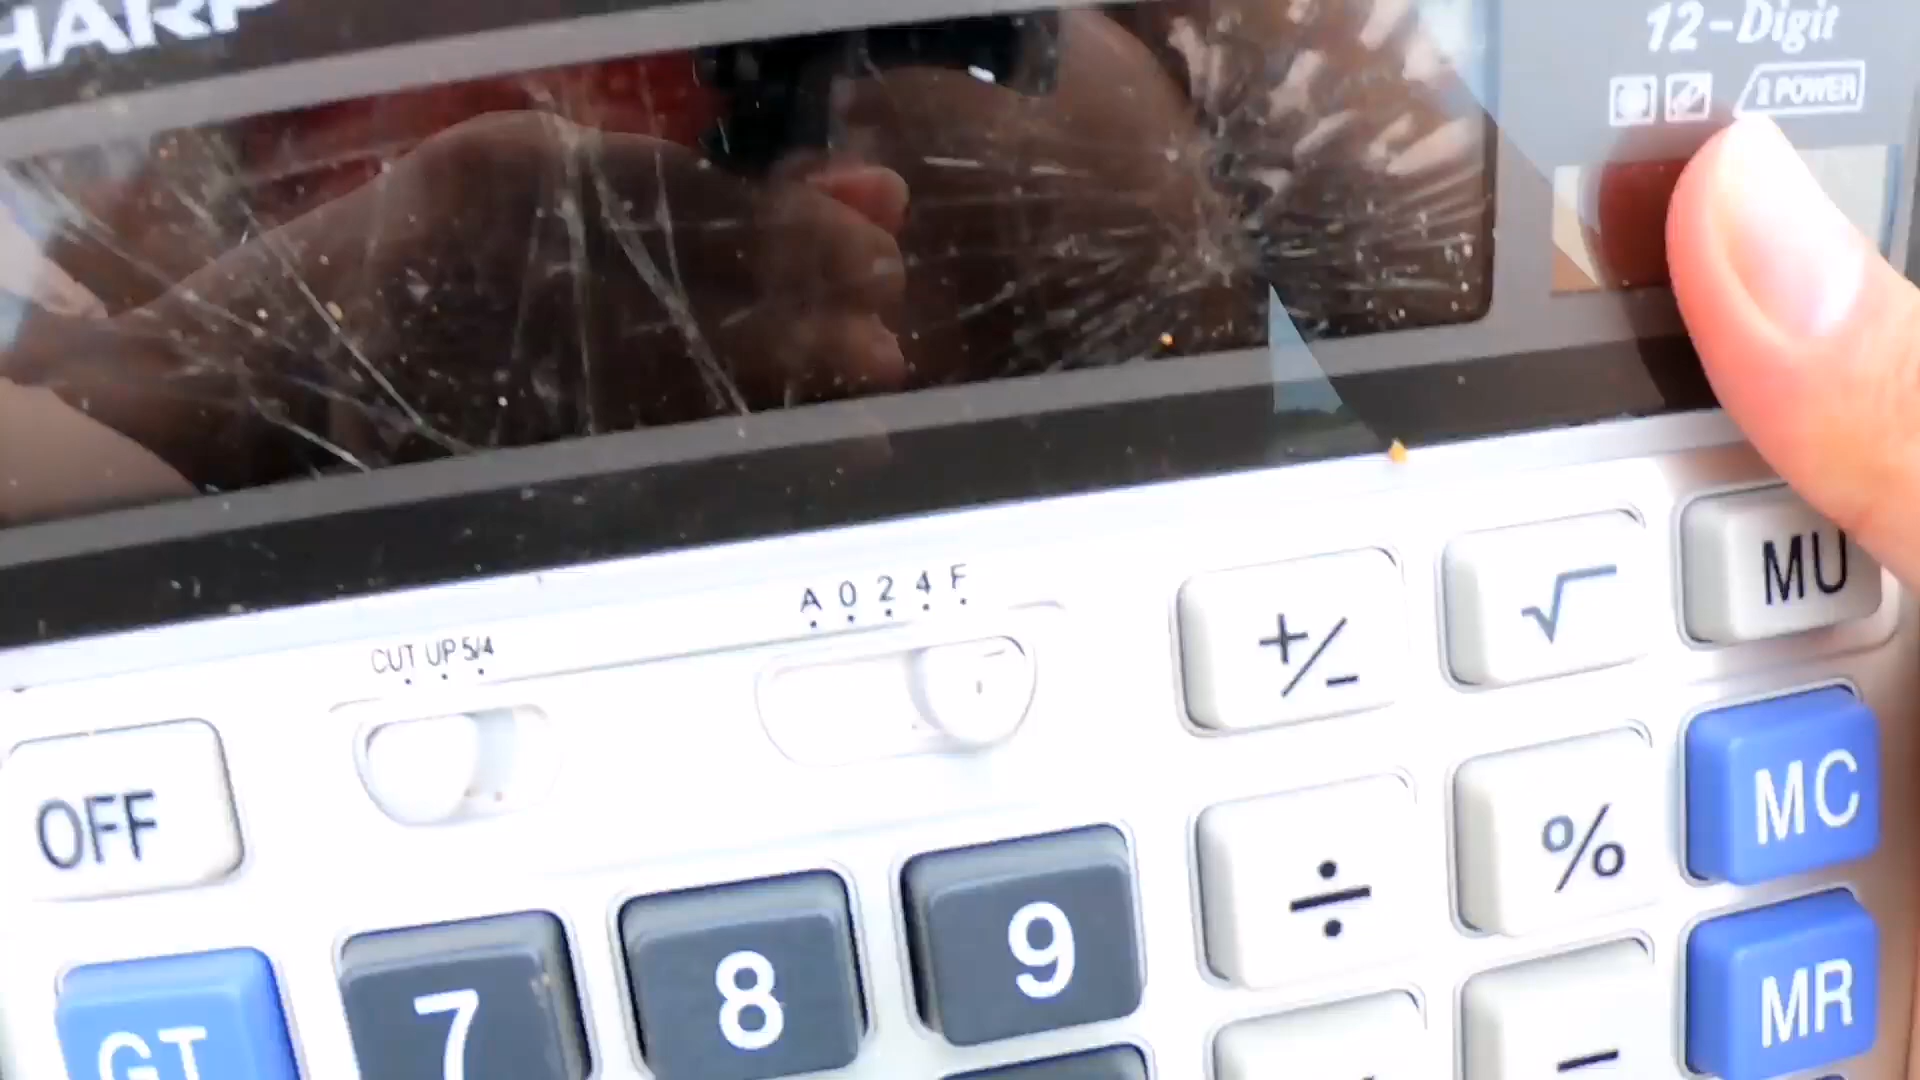 HARP
12-Digit
2 POWER
A 0 2 4 F
CUT UP 5/4
+/− √ MU
OFF
÷ % MC
7 8 9
GT − MR